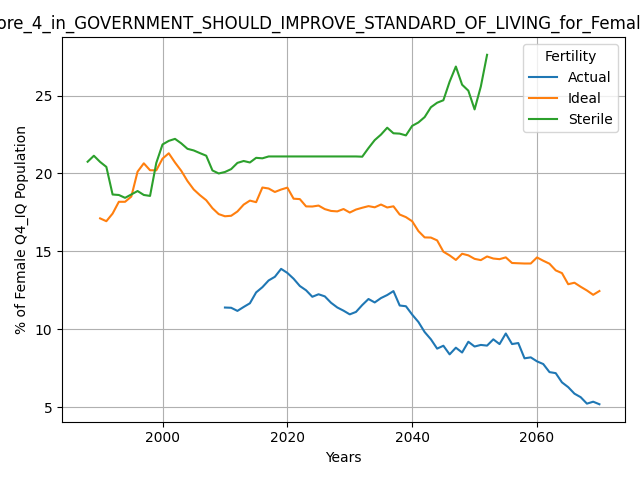 ore_4_in_GOVERNMENT_SHOULD_IMPROVE_STANDARD_OF_LIVING_for_Femal
Fertility
Actual
Ideal
Sterile
% of Female Q4_IQ Population
25
20
15
10
5
2000 2020 2040 2060
Years